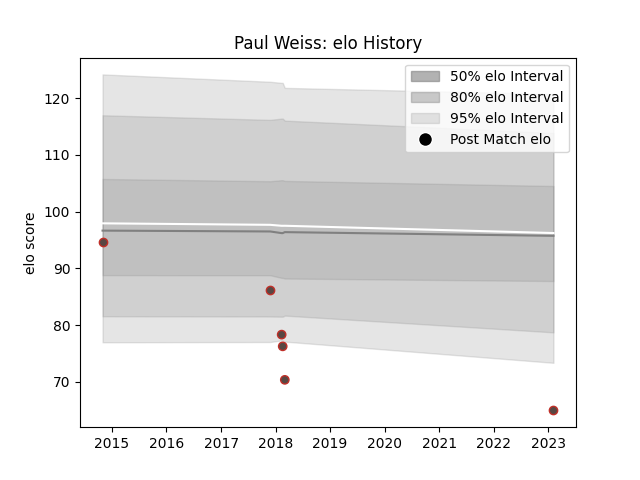 Paul Weiss: elo History
50% elo Interval
80% elo Interval
95% elo Interval
Post Match elo
elo score
120
110
100
90
80
70
2015 2016 2017 2018 2019 2020 2021 2022 2023